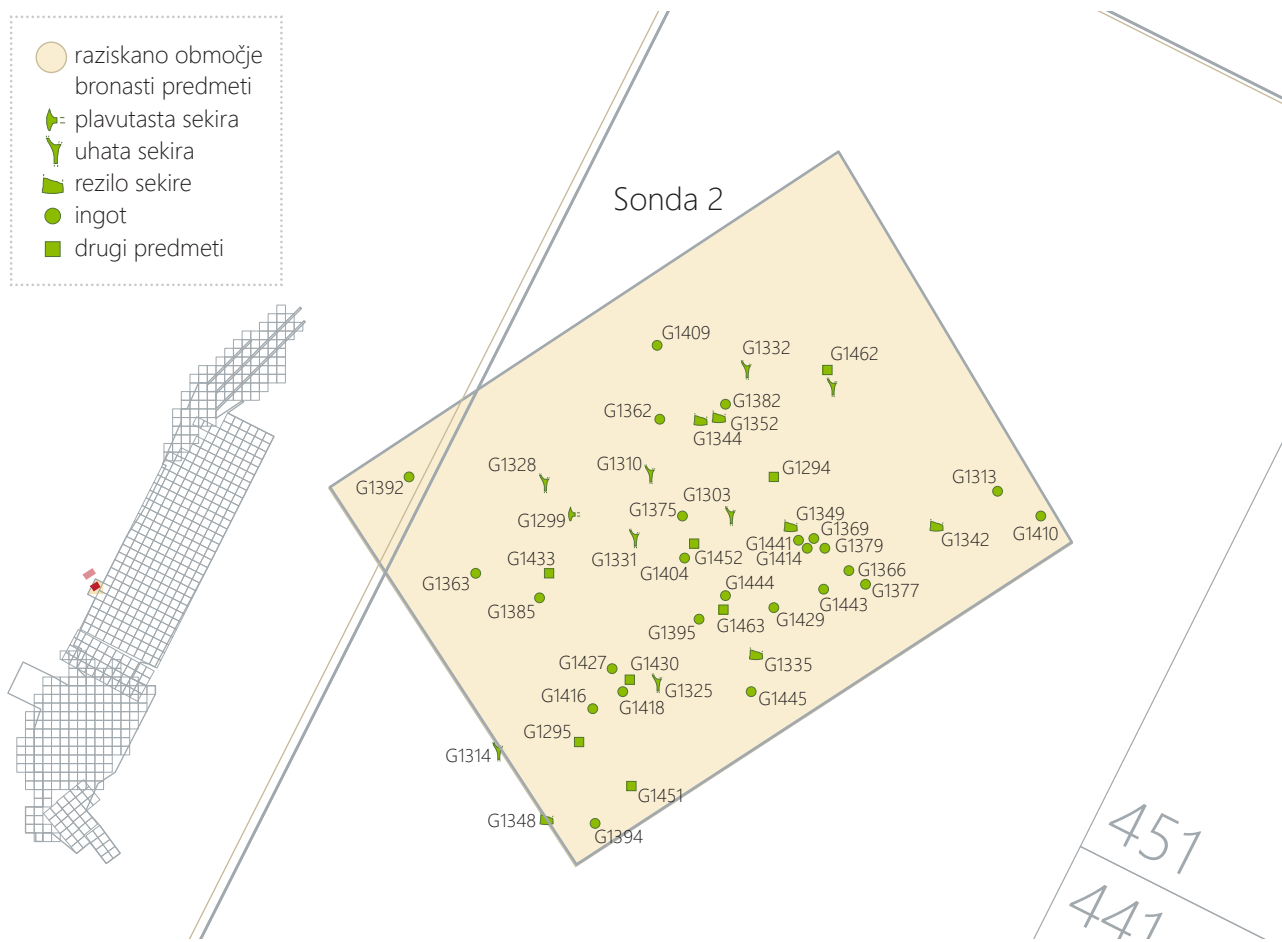 raziskano območje
bronasti predmeti
plavutasta sekira
uhata sekira
rezilo sekire
ingot
drugi predmeti
Sonda 2
G1409
G1332
G1462
G1382
G1362
G1352
G1344
G1328
G1310
G1294
G1313
G1392
G1375
G1303
G1349
G1299
G1369
G1441
G1379
G1342
G1410
G1331
G1452
G1414
G1433
G1404
G1363
G1366
G1444
G1377
G1385
G1443
G1463
G1429
G1395
G1427
G1430
G1335
G1325
G1416
G1418
G1445
G1295
G1314
G1451
G1348
G1394
451
441